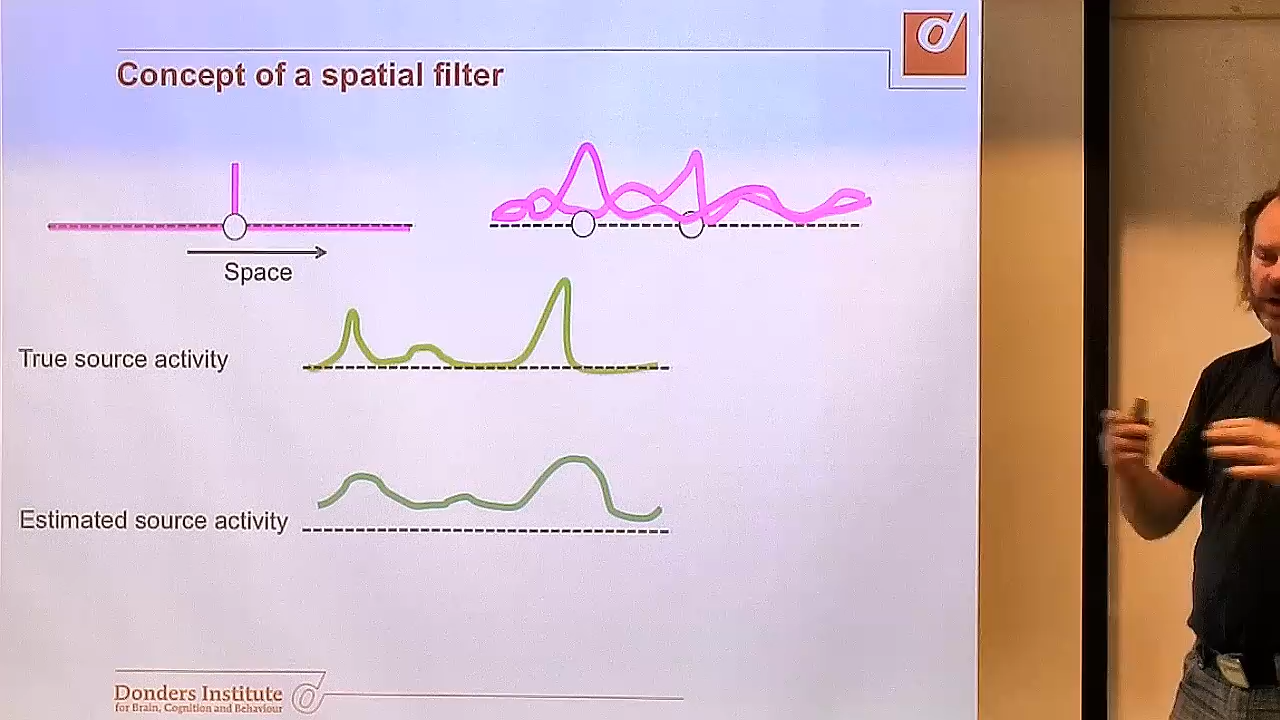 Concept of a spatial filter
Space
True source activity
Estimated source activity
Donders Institute
for Brain, Cognition and Behaviour